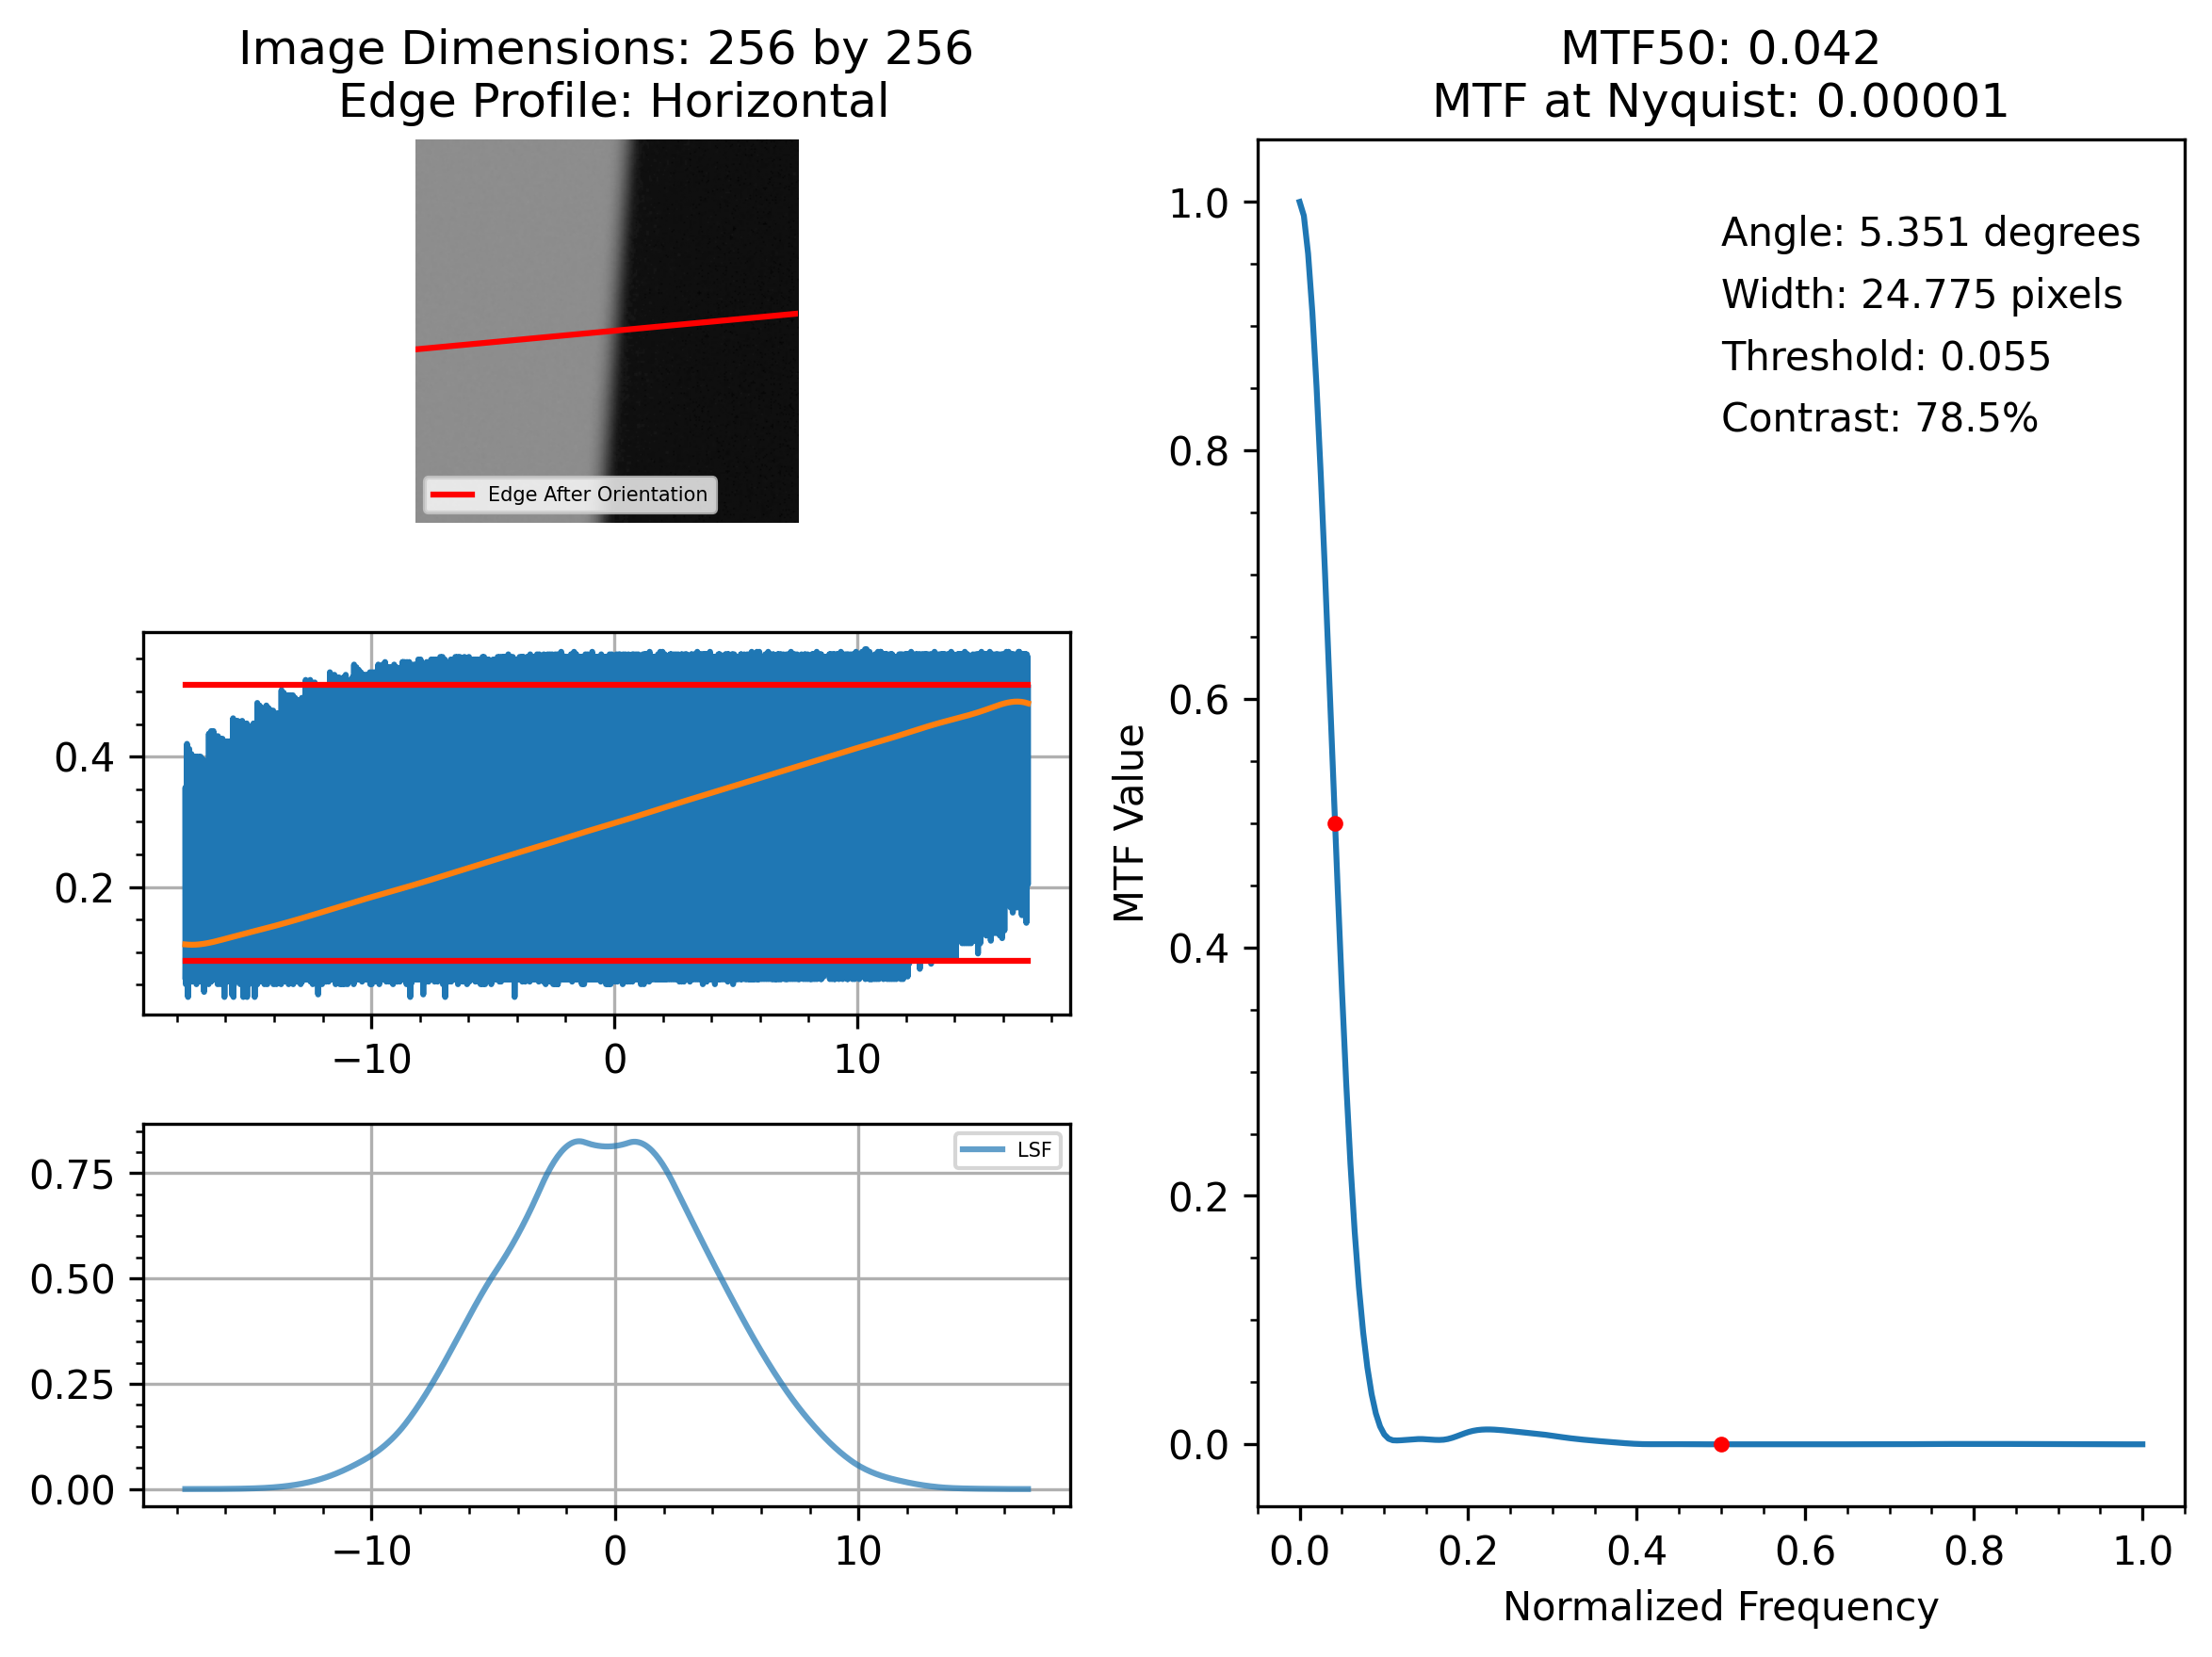 Image Dimensions: 256 by 256
Edge Profile: Horizontal
Edge After Orientation
0.4
0.2
−10 0 10
LSF
0.75
0.50
0.25
0.00
−10 0 10
MTF50: 0.042
MTF at Nyquist: 0.00001
Angle: 5.351 degrees
Width: 24.775 pixels
Threshold: 0.055
Contrast: 78.5%
MTF Value
1.0
0.8
0.6
0.4
0.2
0.0
0.0 0.2 0.4 0.6 0.8 1.0
Normalized Frequency